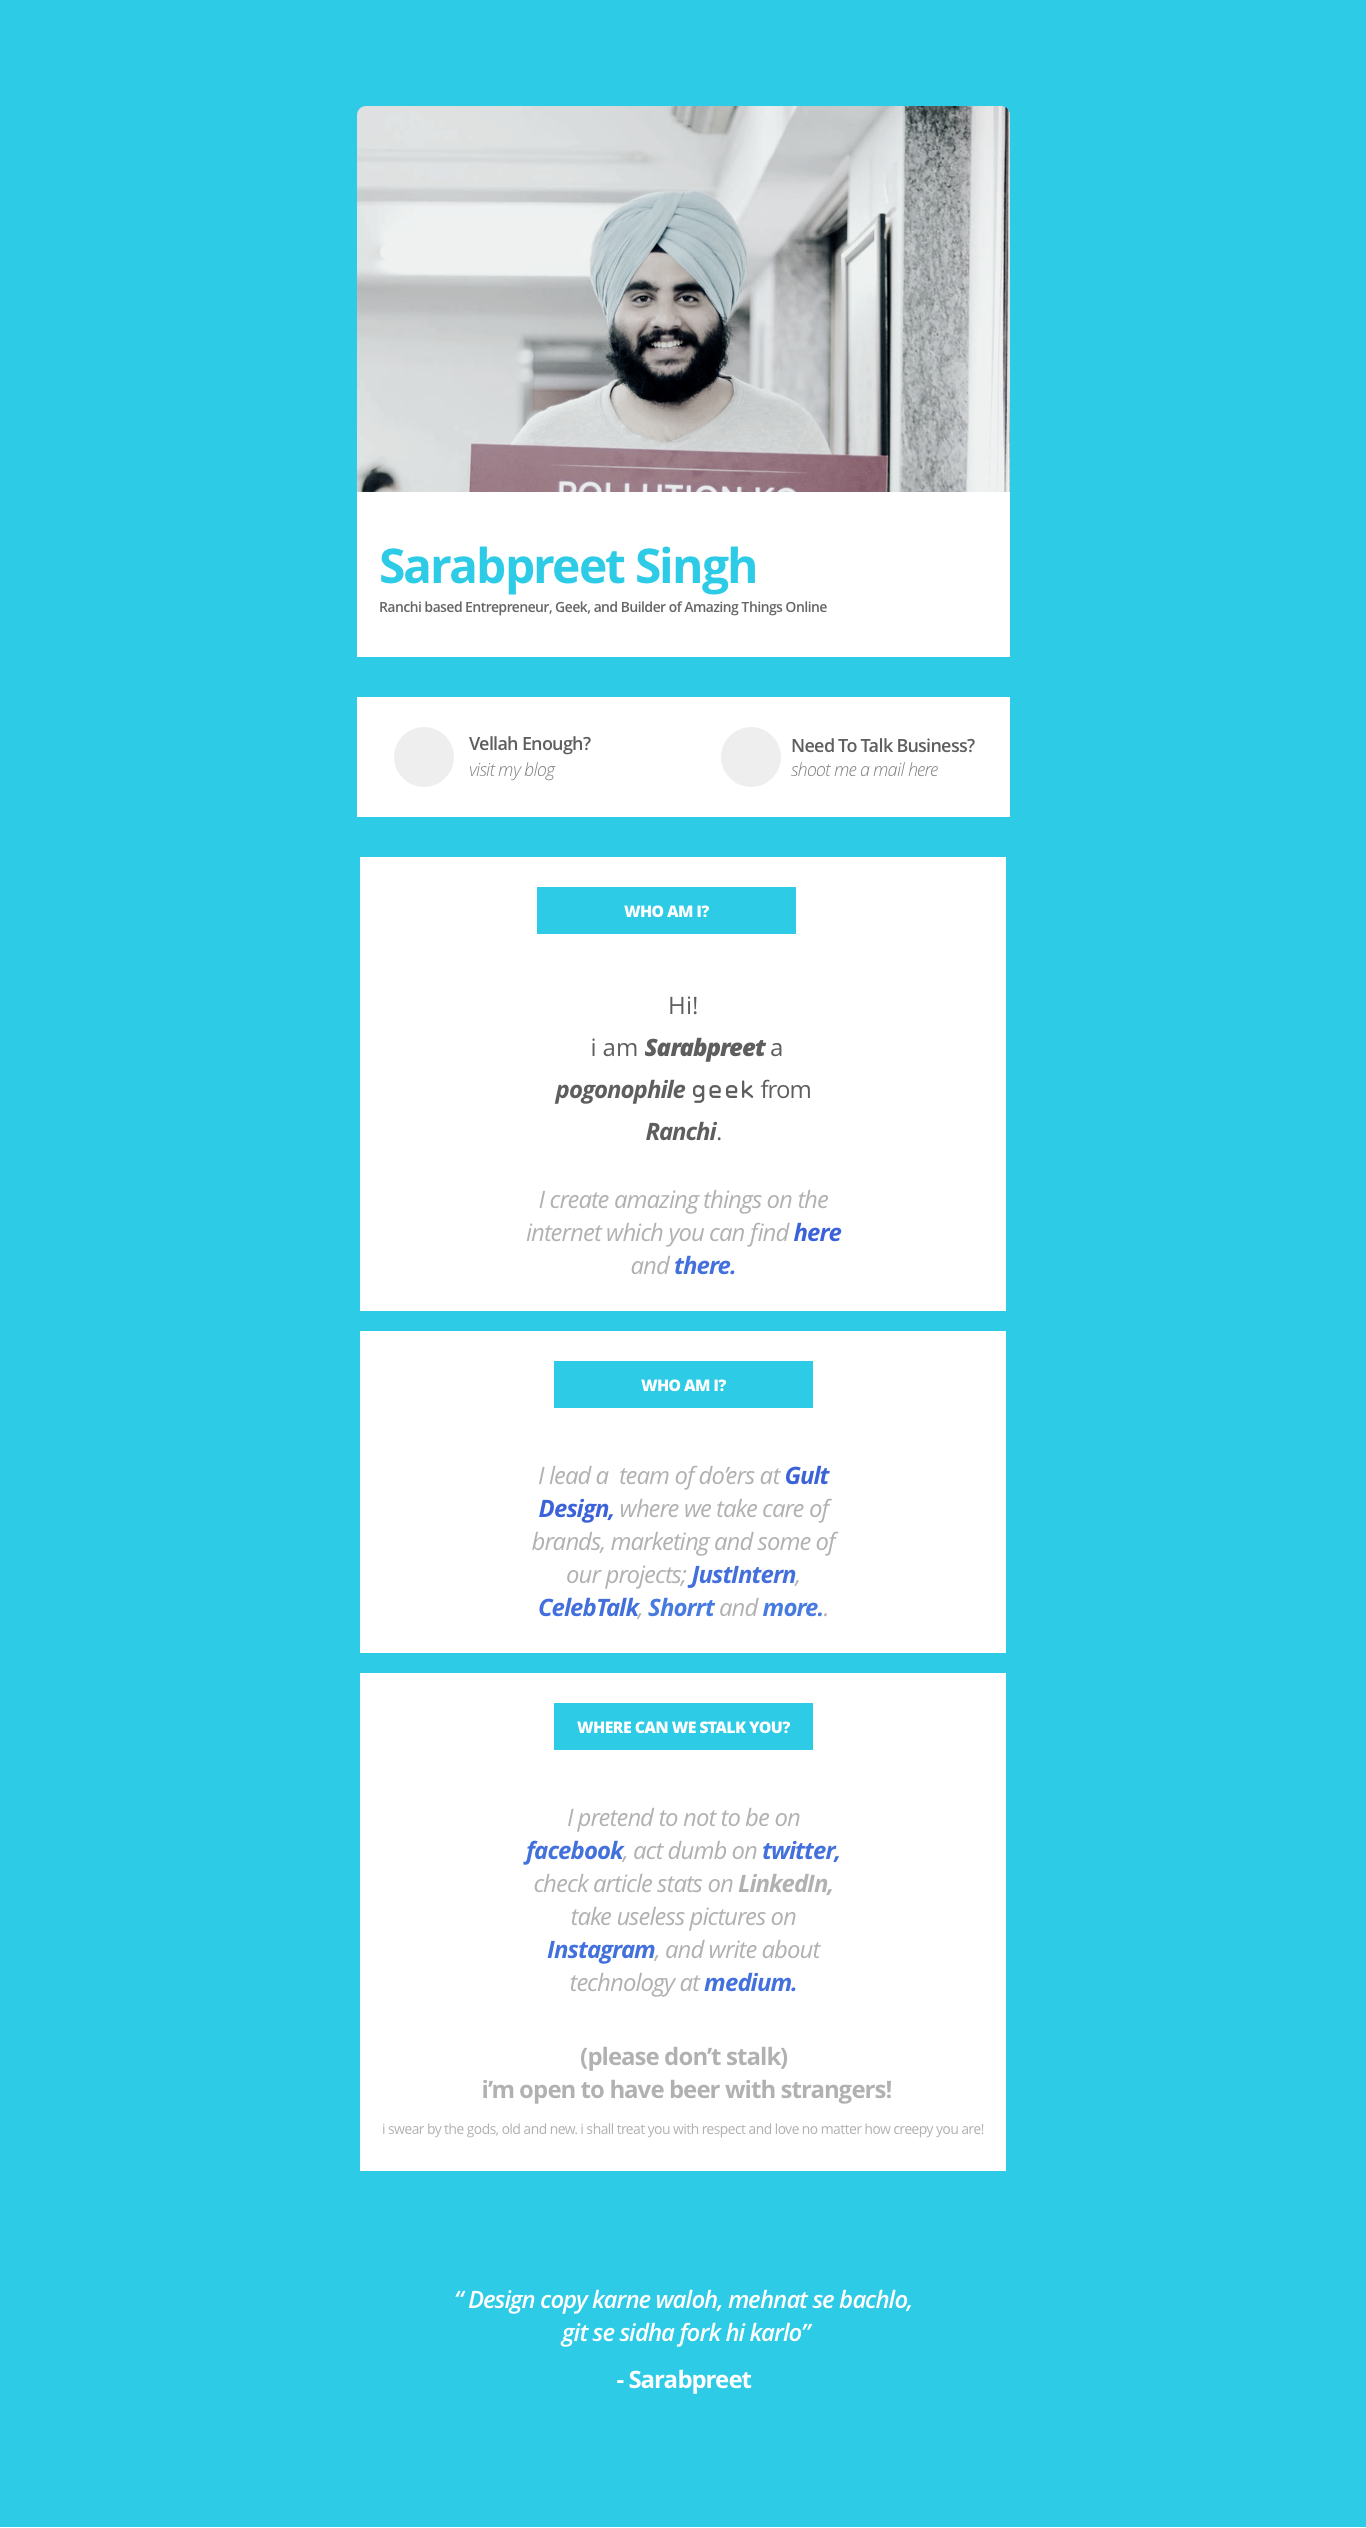 POLLUTION KO
Sarabpreet Singh
Ranchi based Entrepreneur, Geek, and Builder of Amazing Things Online
Vellah Enough?
visit my blog
Need To Talk Business?
shoot me a mail here
WHO AM I?
Hi!
i am Sarabpreet a
pogonophile geek from
Ranchi.
I create amazing things on the
internet which you can find here
and there.
WHO AM I?
I lead a team of do’ers at Gult
Design, where we take care of
brands, marketing and some of
our projects; JustIntern,
CelebTalk, Shorrt and more..
WHERE CAN WE STALK YOU?
I pretend to not to be on
facebook, act dumb on twitter,
check article stats on LinkedIn,
take useless pictures on
Instagram, and write about
technology at medium.
(please don’t stalk)
i’m open to have beer with strangers!
i swear by the gods, old and new. i shall treat you with respect and love no matter how creepy you are!
“ Design copy karne waloh, mehnat se bachlo,
git se sidha fork hi karlo”
- Sarabpreet